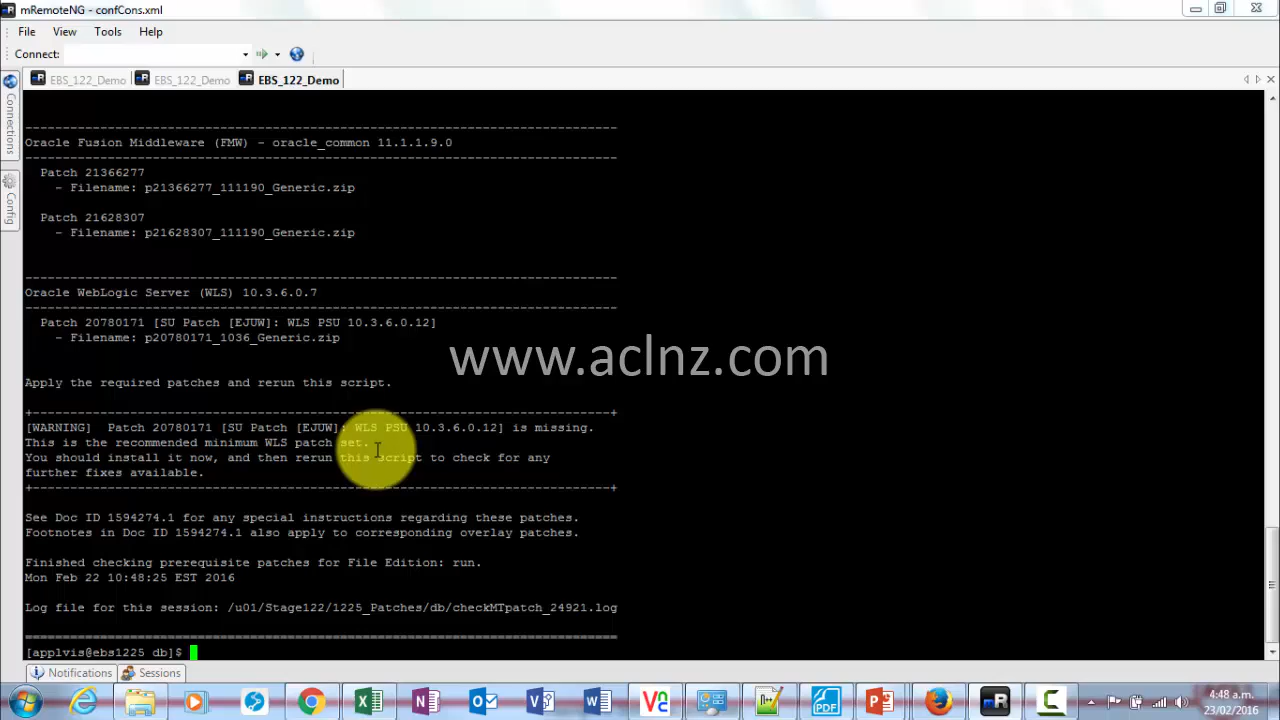 mRemoteNG - confCons.xml
File View Tools Help
Connect:
EBS_122_Demo EBS_122_Demo EBS_122_Demo
Connections
Config
Oracle Fusion Middleware (FMW) - oracle_common 11.1.1.9.0
Patch 21366277
- Filename: p21366277_111190_Generic.zip
Patch 21628307
- Filename: p21628307_111190_Generic.zip
Oracle WebLogic Server (WLS) 10.3.6.0.7
Patch 20780171 [SU Patch [EJUW]: WLS PSU 10.3.6.0.12]
- Filename: p20780171_1036_Generic.zip
www.aclnz.com
Apply the required patches and rerun this script.
[WARNING] Patch 20780171 [SU Patch [EJUW]: WLS PSU 10.3.6.0.12] is missing.
This is the recommended minimum WLS patch set.
You should install it now, and then rerun this script to check for any
further fixes available.
See Doc ID 1594274.1 for any special instructions regarding these patches.
Footnotes in Doc ID 1594274.1 also apply to corresponding overlay patches.
Finished checking prerequisite patches for File Edition: run.
Mon Feb 22 10:48:25 EST 2016
Log file for this session: /u01/Stage122/1225_Patches/db/checkMTpatch_24921.log
[applvis@ebs1225 db]$
Notifications Sessions
4:48 a.m.
23/02/2016